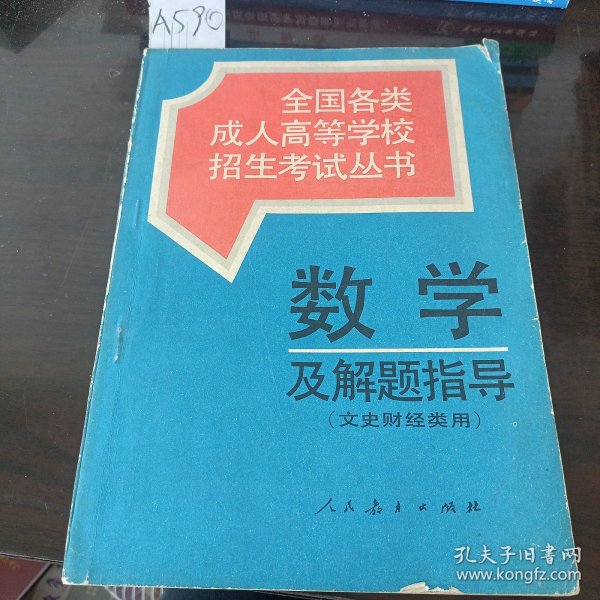 A590
全国各类
成人高等学校
招生考试丛书
数学
及解题指导
(文史财经类用)
人民教育出版社
孔夫子旧书网
www.kongfz.com